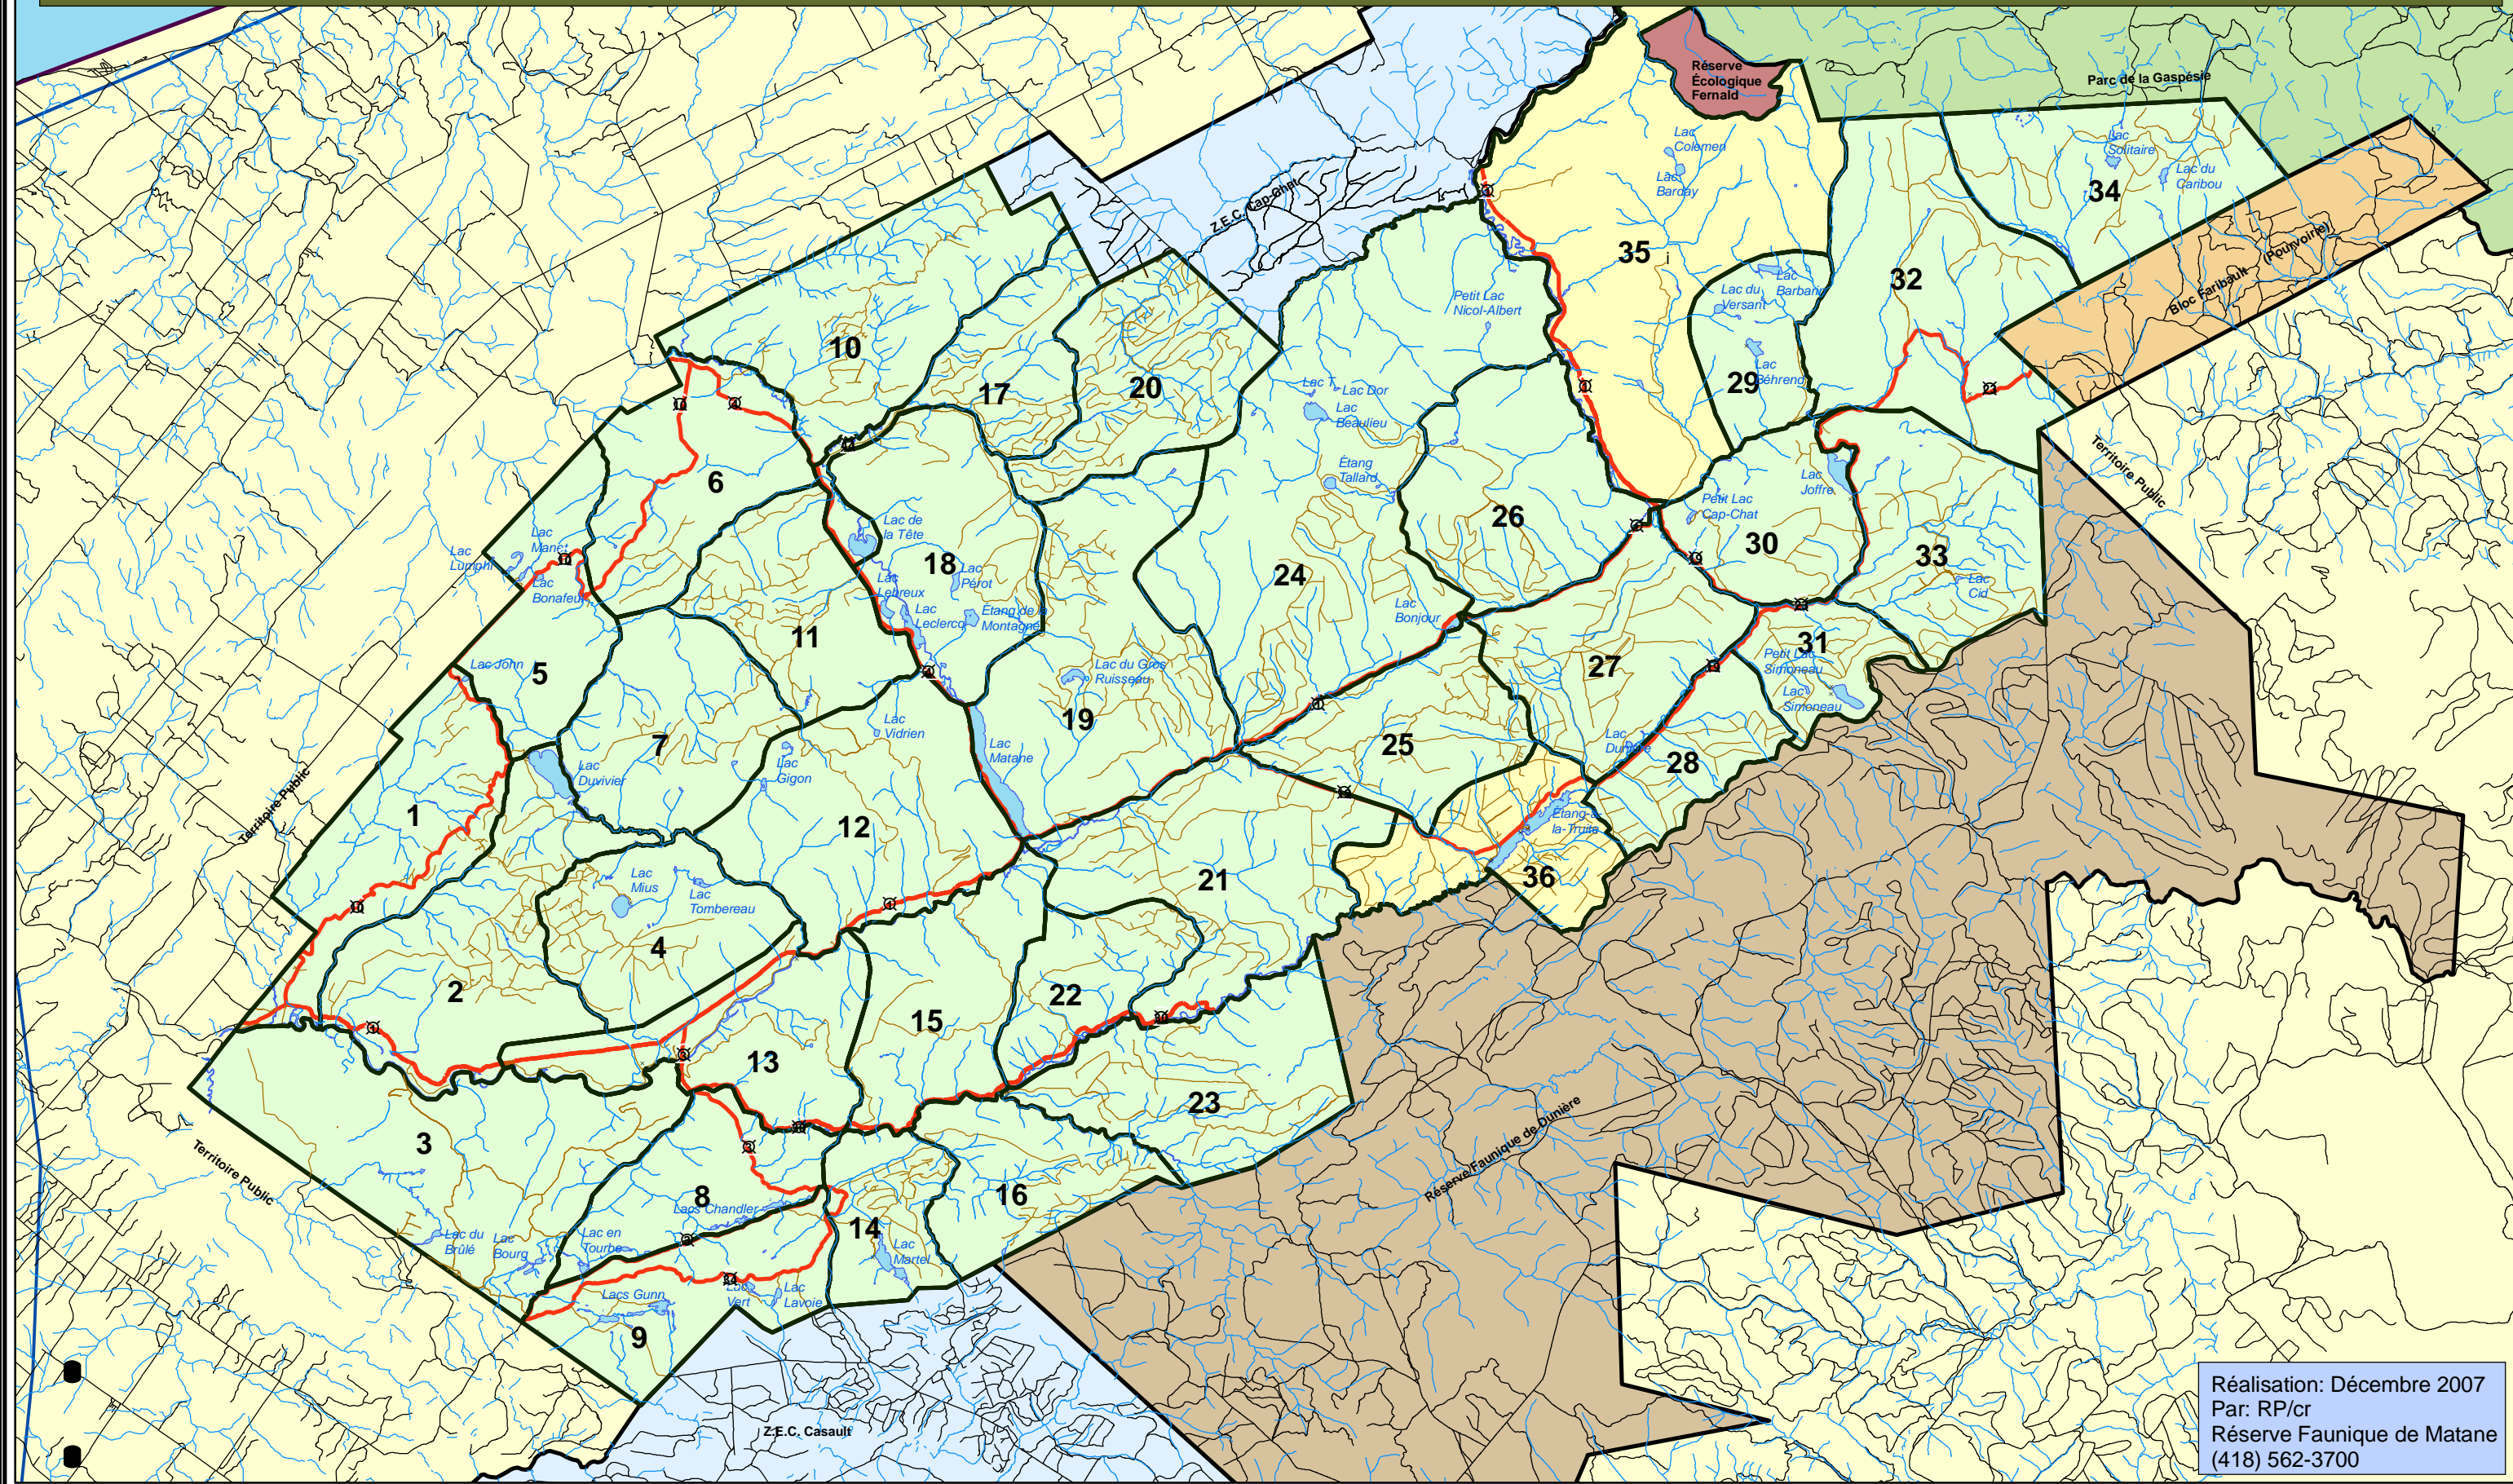 Réserve
Écologique
Fernald
Parc de la Gaspésie
Lac
Colemen
Lac
Solitaire
Lac
Barday
Lac du
Caribou
34
Z.E.C. Cap-Chat
35
i
Bloc Faribault (Pourvoirie)
Lac
Barbarin
Lac du
Versant
32
Petit Lac
Nicol-Albert
10
Lac
Béhrend
29
17
20
Lac T.
Lac Dor
Lac
Beaulieu
Territoire Public
6
Étang
Tallard
Lac
Joffre
Petit Lac
Cap-Chat
26
Lac de
la Tête
Lac
Manet
Lac
Lumphi
30
33
18
24
Lac
Pérot
Lac
Cid
Lac
Bonafeux
Lac
Lebreux
Lac
Leclercq
Étang de la
Montagne
Lac
Bonjour
11
31
Petit Lac
Simoneau
Lac John
5
Lac du Gros
Ruisseau
27
Lac
Simoneau
19
Lac
Vidrien
7
25
Lac
Matane
Lac
Gigon
Lac
Duvivier
28
Territoire Public
1
12
Étang-à-
la-Truite
36
21
Lac
Mius
Lac
Tombereau
4
2
22
15
13
23
3
Territoire Public
Réserve Faunique de Dunière
8
Lacs Chandler
16
14
Lac du
Brûlé
Lac
Bourg
Lac en
Tourbe
Lac
Martel
Lacs Gunn
Vert
Lac
Lavoie
9
Z.E.C. Casault
Réalisation: Décembre 2007
Par: RP/cr
Réserve Faunique de Matane
(418) 562-3700